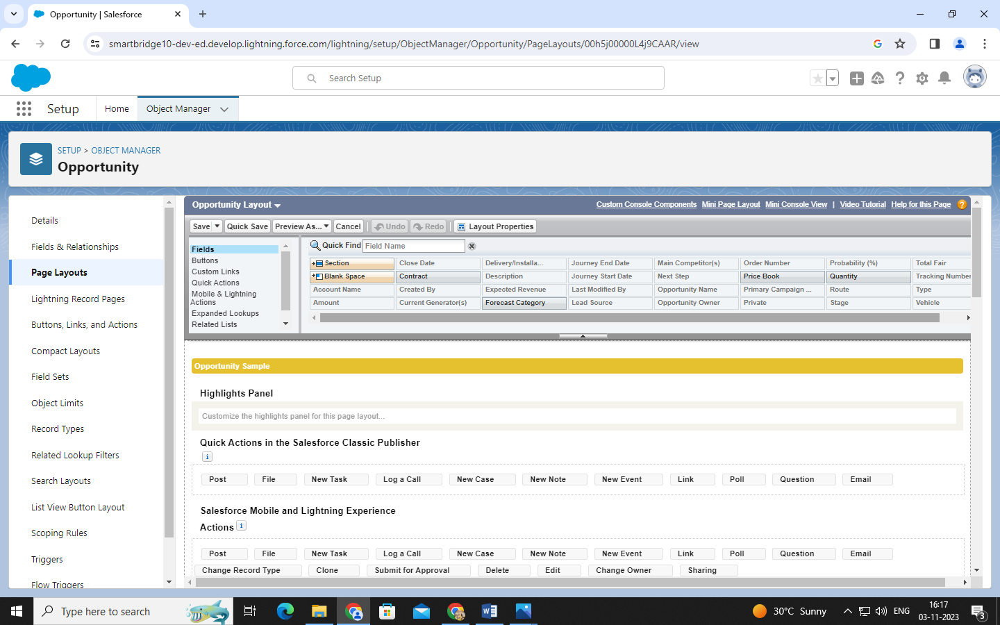 Opportunity | Salesforce
smartbridge10-dev-ed.develop.lightning.force.com/lightning/setup/ObjectManager/Opportunity/PageLayouts/00h5j00000L4j9CAAR/view
Search Setup
Setup Home Object Manager
SETUP > OBJECT MANAGER
Opportunity
Details
Fields & Relationships
Page Layouts
Lightning Record Pages
Buttons, Links, and Actions
Compact Layouts
Field Sets
Object Limits
Record Types
Related Lookup Filters
Search Layouts
List View Button Layout
Scoping Rules
Triggers
Flow Triggers
Opportunity Layout Custom Console Components Mini Page Layout Mini Console View | Video Tutorial Help for this Page ?
Save Quick Save Preview As... Cancel Undo Redo Layout Properties
Fields
Buttons
Custom Links
Quick Actions
Mobile & Lightning
Actions
Expanded Lookups
Related Lists
Quick Find Field Name
Section Close Date Delivery/Installa... Journey End Date Main Competitor(s) Order Number Probability (%) Total Fair
Blank Space Contract Description Journey Start Date Next Step Price Book Quantity Tracking Number
Account Name Created By Expected Revenue Last Modified By Opportunity Name Primary Campaign ... Route Type
Amount Current Generator(s) Forecast Category Lead Source Opportunity Owner Private Stage Vehicle
Opportunity Sample
Highlights Panel
Customize the highlights panel for this page layout...
Quick Actions in the Salesforce Classic Publisher
i
Post File New Task Log a Call New Case New Note New Event Link Poll Question Email
Salesforce Mobile and Lightning Experience
Actions i
Post File New Task Log a Call New Case New Note New Event Link Poll Question Email
Change Record Type Clone Submit for Approval Delete Edit Change Owner Sharing
Type here to search
30°C Sunny
ENG
16:17
03-11-2023
3